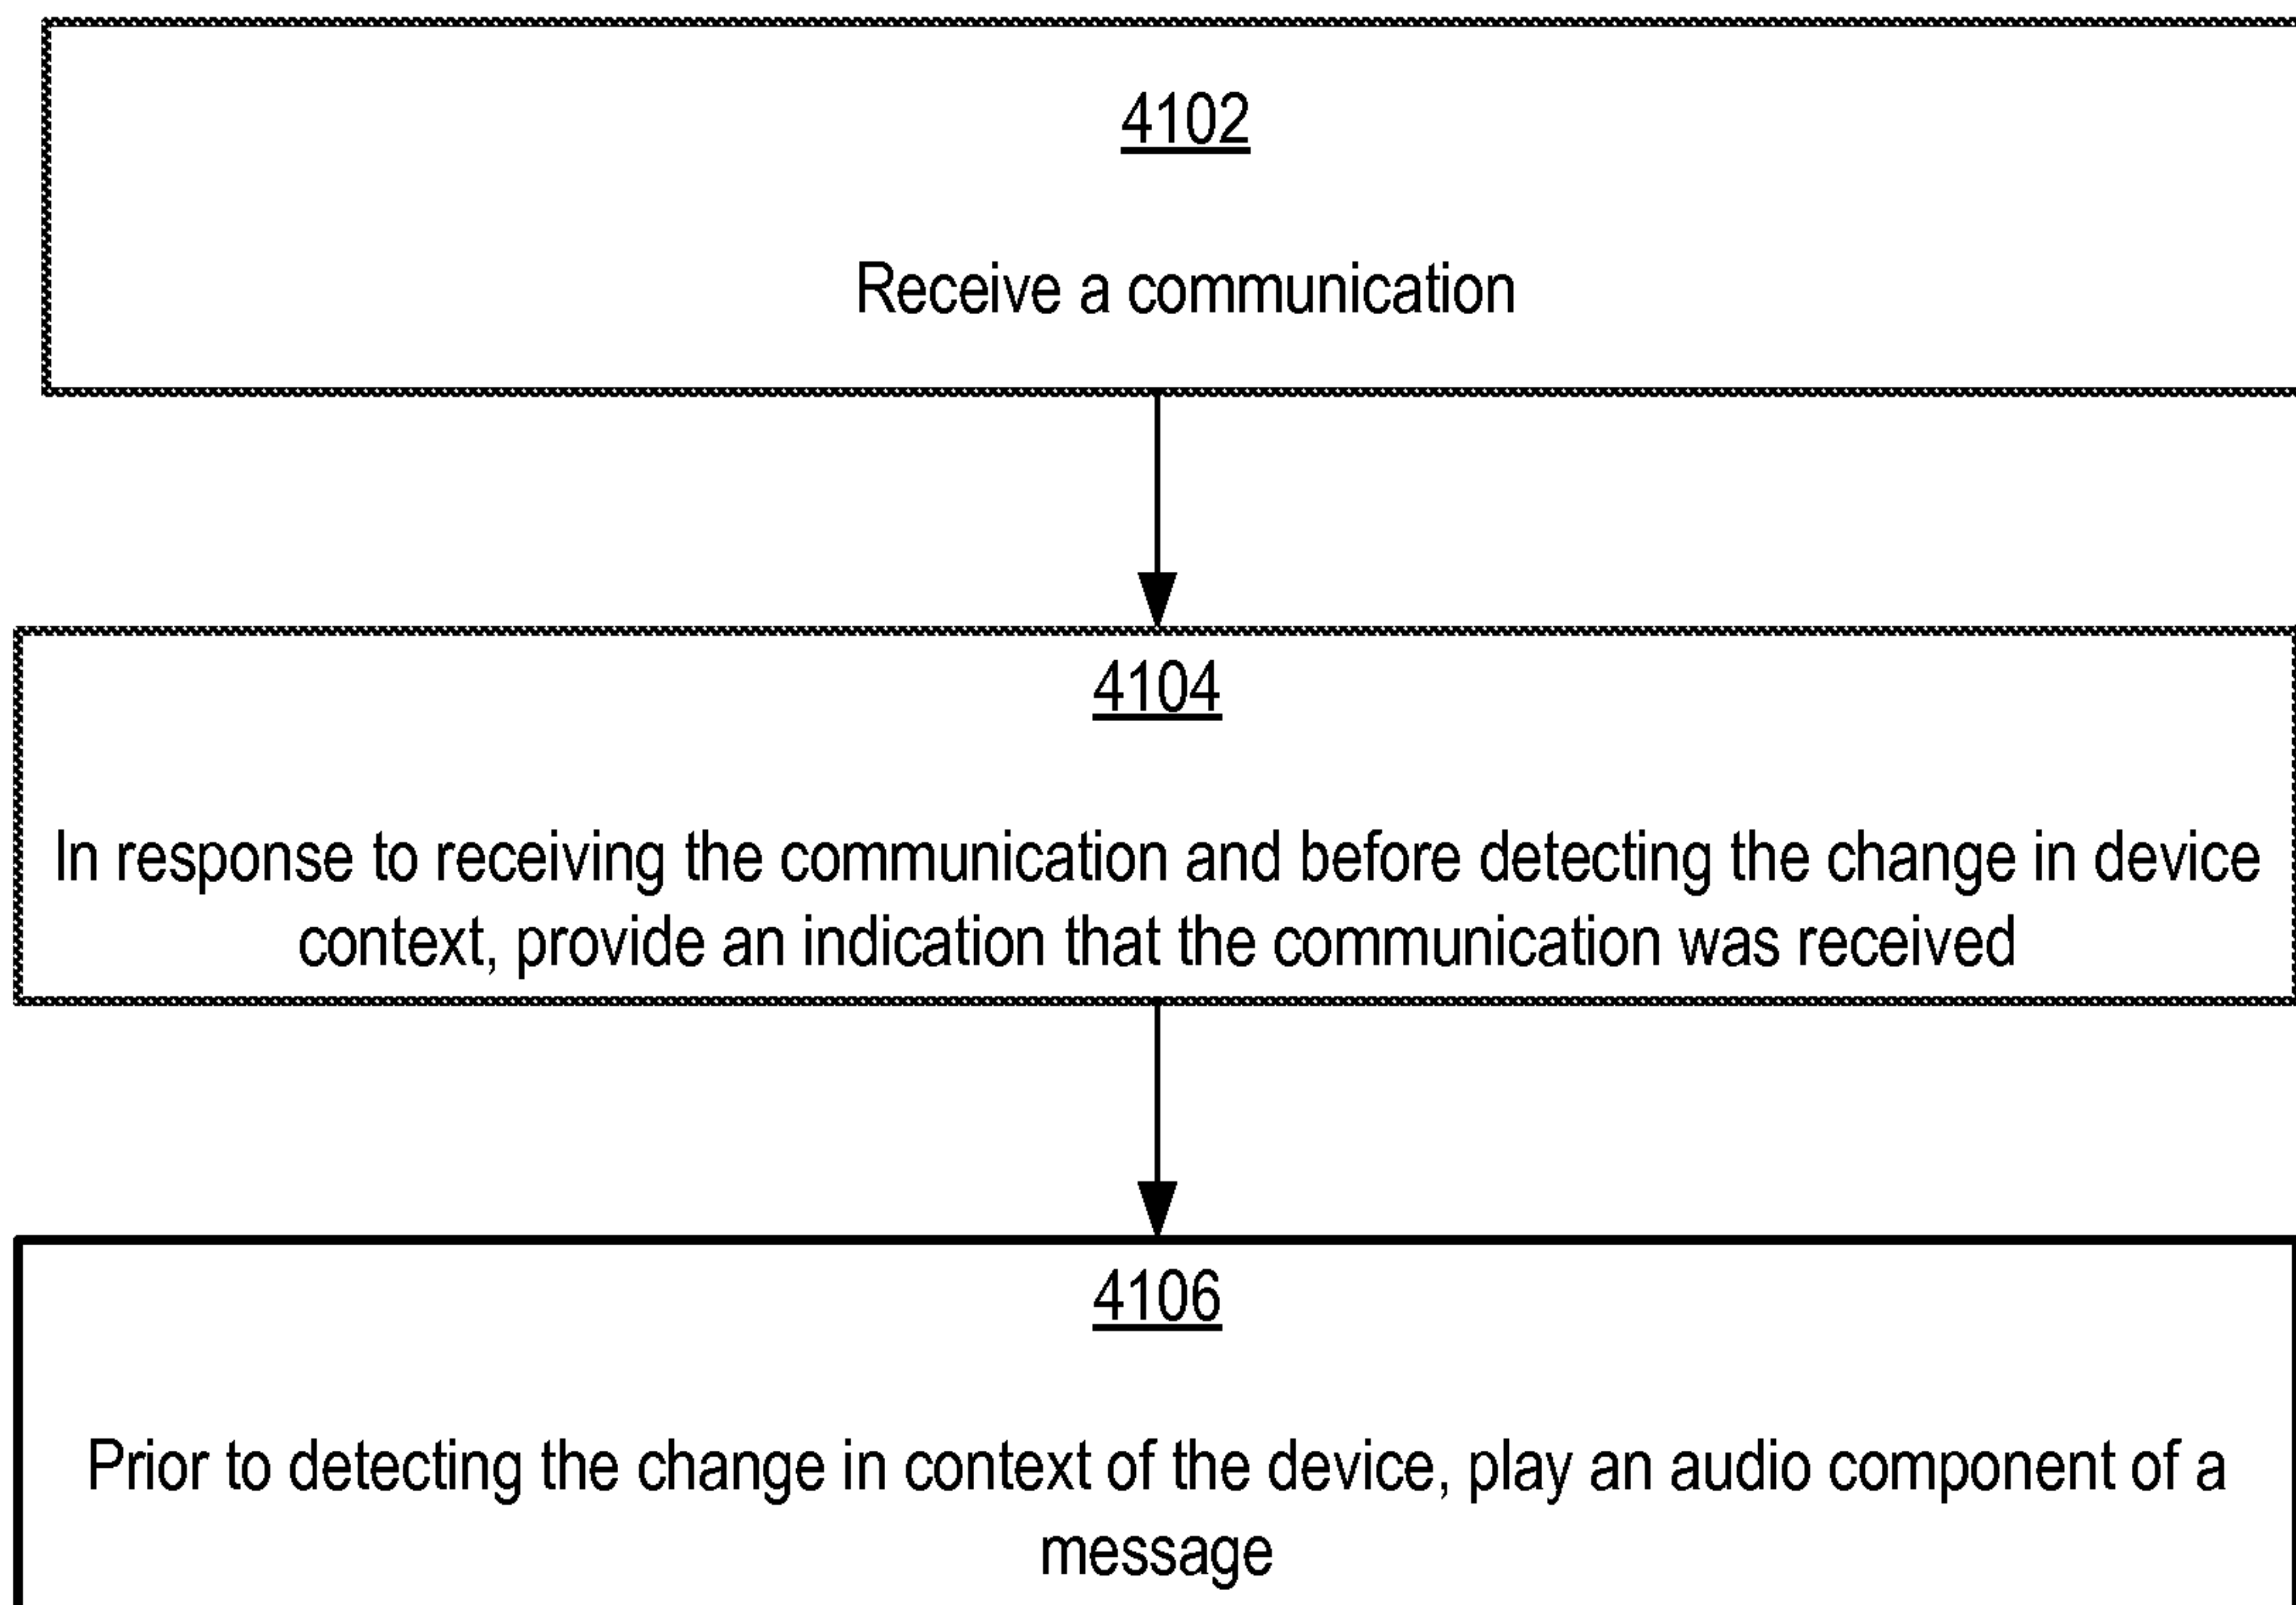 4102
Receive a communication
4104
In response to receiving the communication and before detecting the change in device
context, provide an indication that the communication was received
4106
Prior to detecting the change in context of the device, play an audio component of a
message